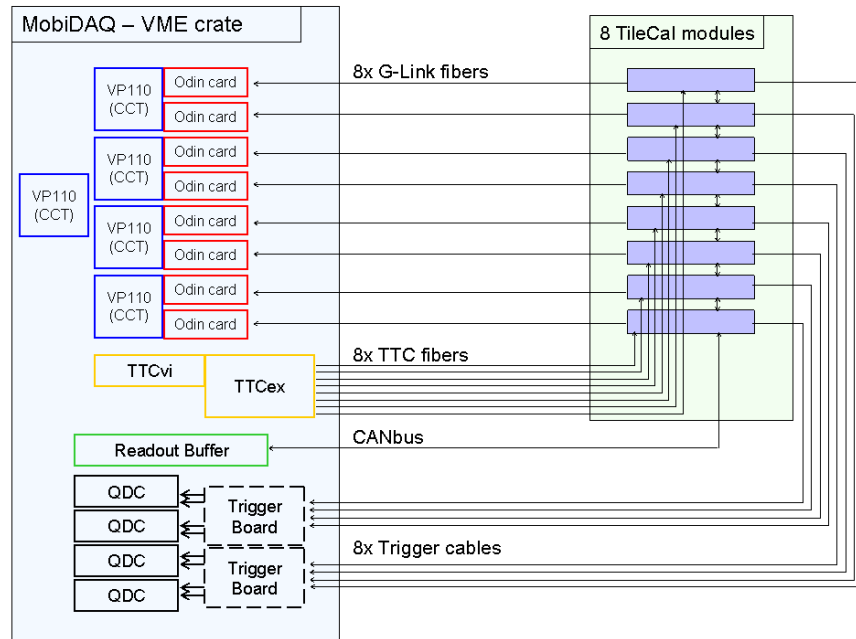 MobiDAQ – VME crate
8 TileCal modules
8x G-Link fibers
VP110
(CCT)
Odin card
Odin card
VP110
(CCT)
Odin card
Odin card
VP110
(CCT)
VP110
(CCT)
Odin card
Odin card
VP110
(CCT)
Odin card
Odin card
8x TTC fibers
TTCvi
TTCex
CANbus
Readout Buffer
QDC
Trigger
Board
QDC
8x Trigger cables
QDC
Trigger
Board
QDC